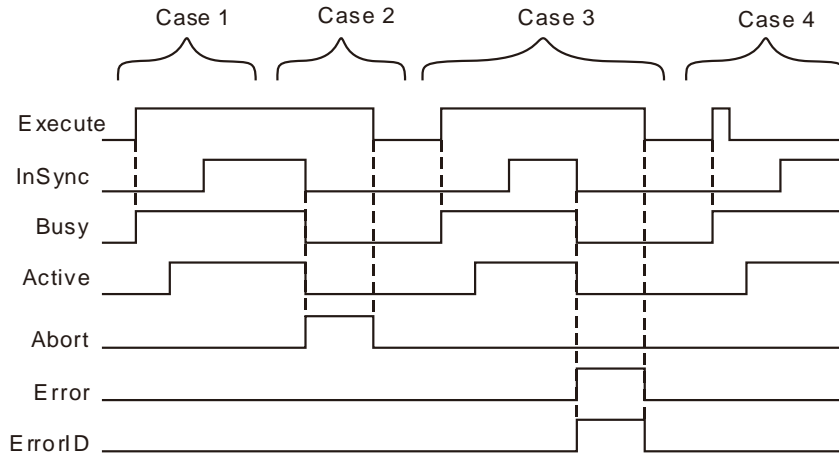 Case 1 Case 2 Case 3 Case 4
Execute
InSync
Busy
Active
Abort
Error
ErrorID